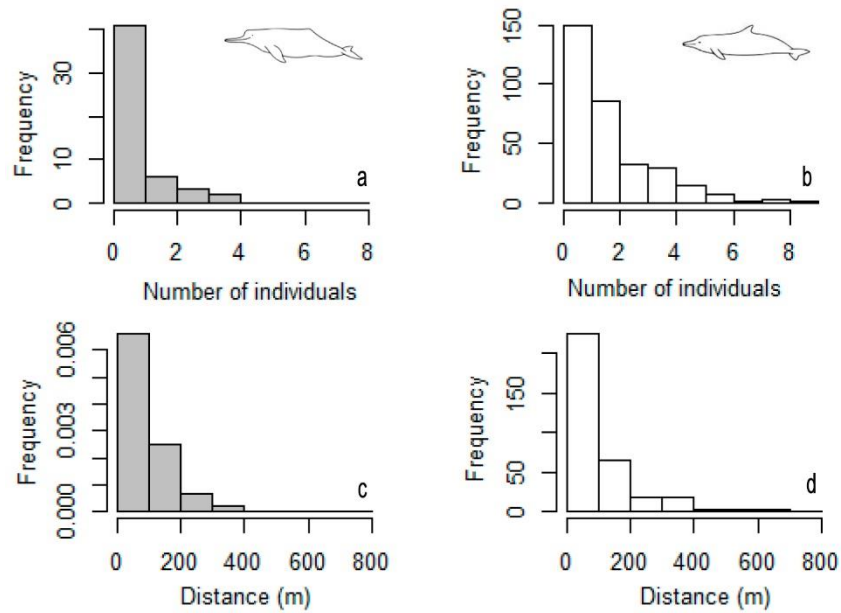 Frequency
0 10 30
a
0 2 4 6 8
Number of individuals
Frequency
0 50 100 150
b
0 2 4 6 8
Number of individuals
Frequency
0.000 0.003 0.006
c
0 200 400 600 800
Distance (m)
Frequency
0 50 150
d
0 200 400 600 800
Distance (m)